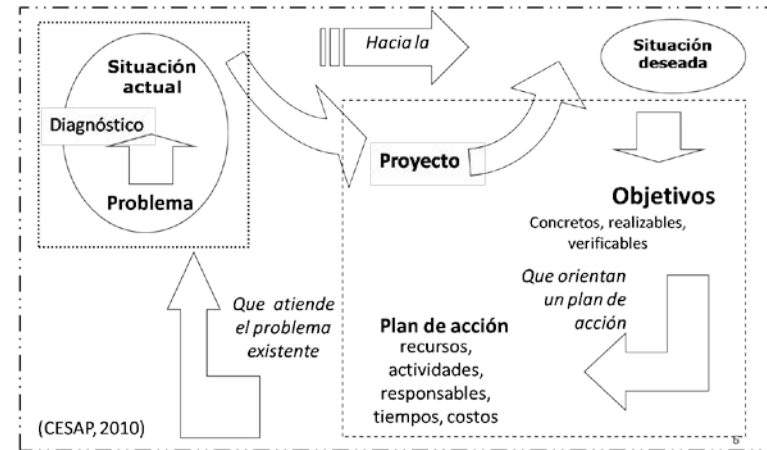 Situación
actual
Diagnóstico
Problema
Hacia la
Situación
deseada
Proyecto
Objetivos
Concretos, realizables,
verificables
Que orientan
un plan de
acción
Plan de acción
recursos,
actividades,
responsables,
tiempos, costos
Que atiende
el problema
existente
(CESAP, 2010)